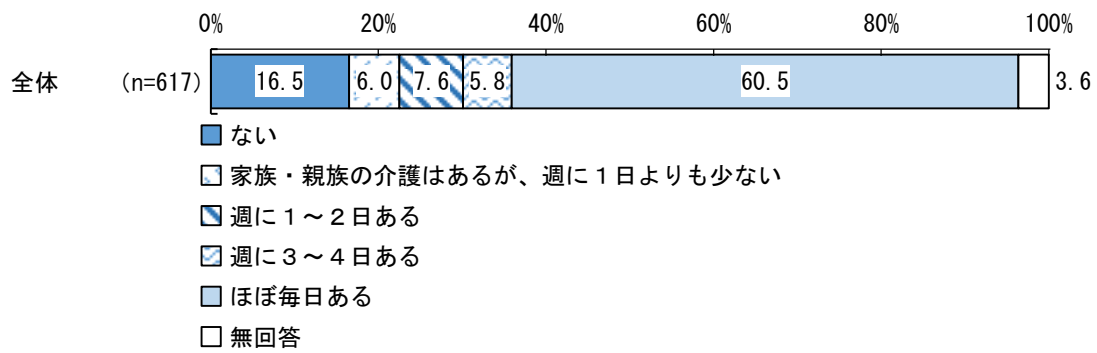 0% 20% 40% 60% 80% 100%
全体 (n=617) 16.5 6.0 7.6 5.8 60.5 3.6
ない
家族・親族の介護はあるが、週に１日よりも少ない
週に１～２日ある
週に３～４日ある
ほぼ毎日ある
無回答